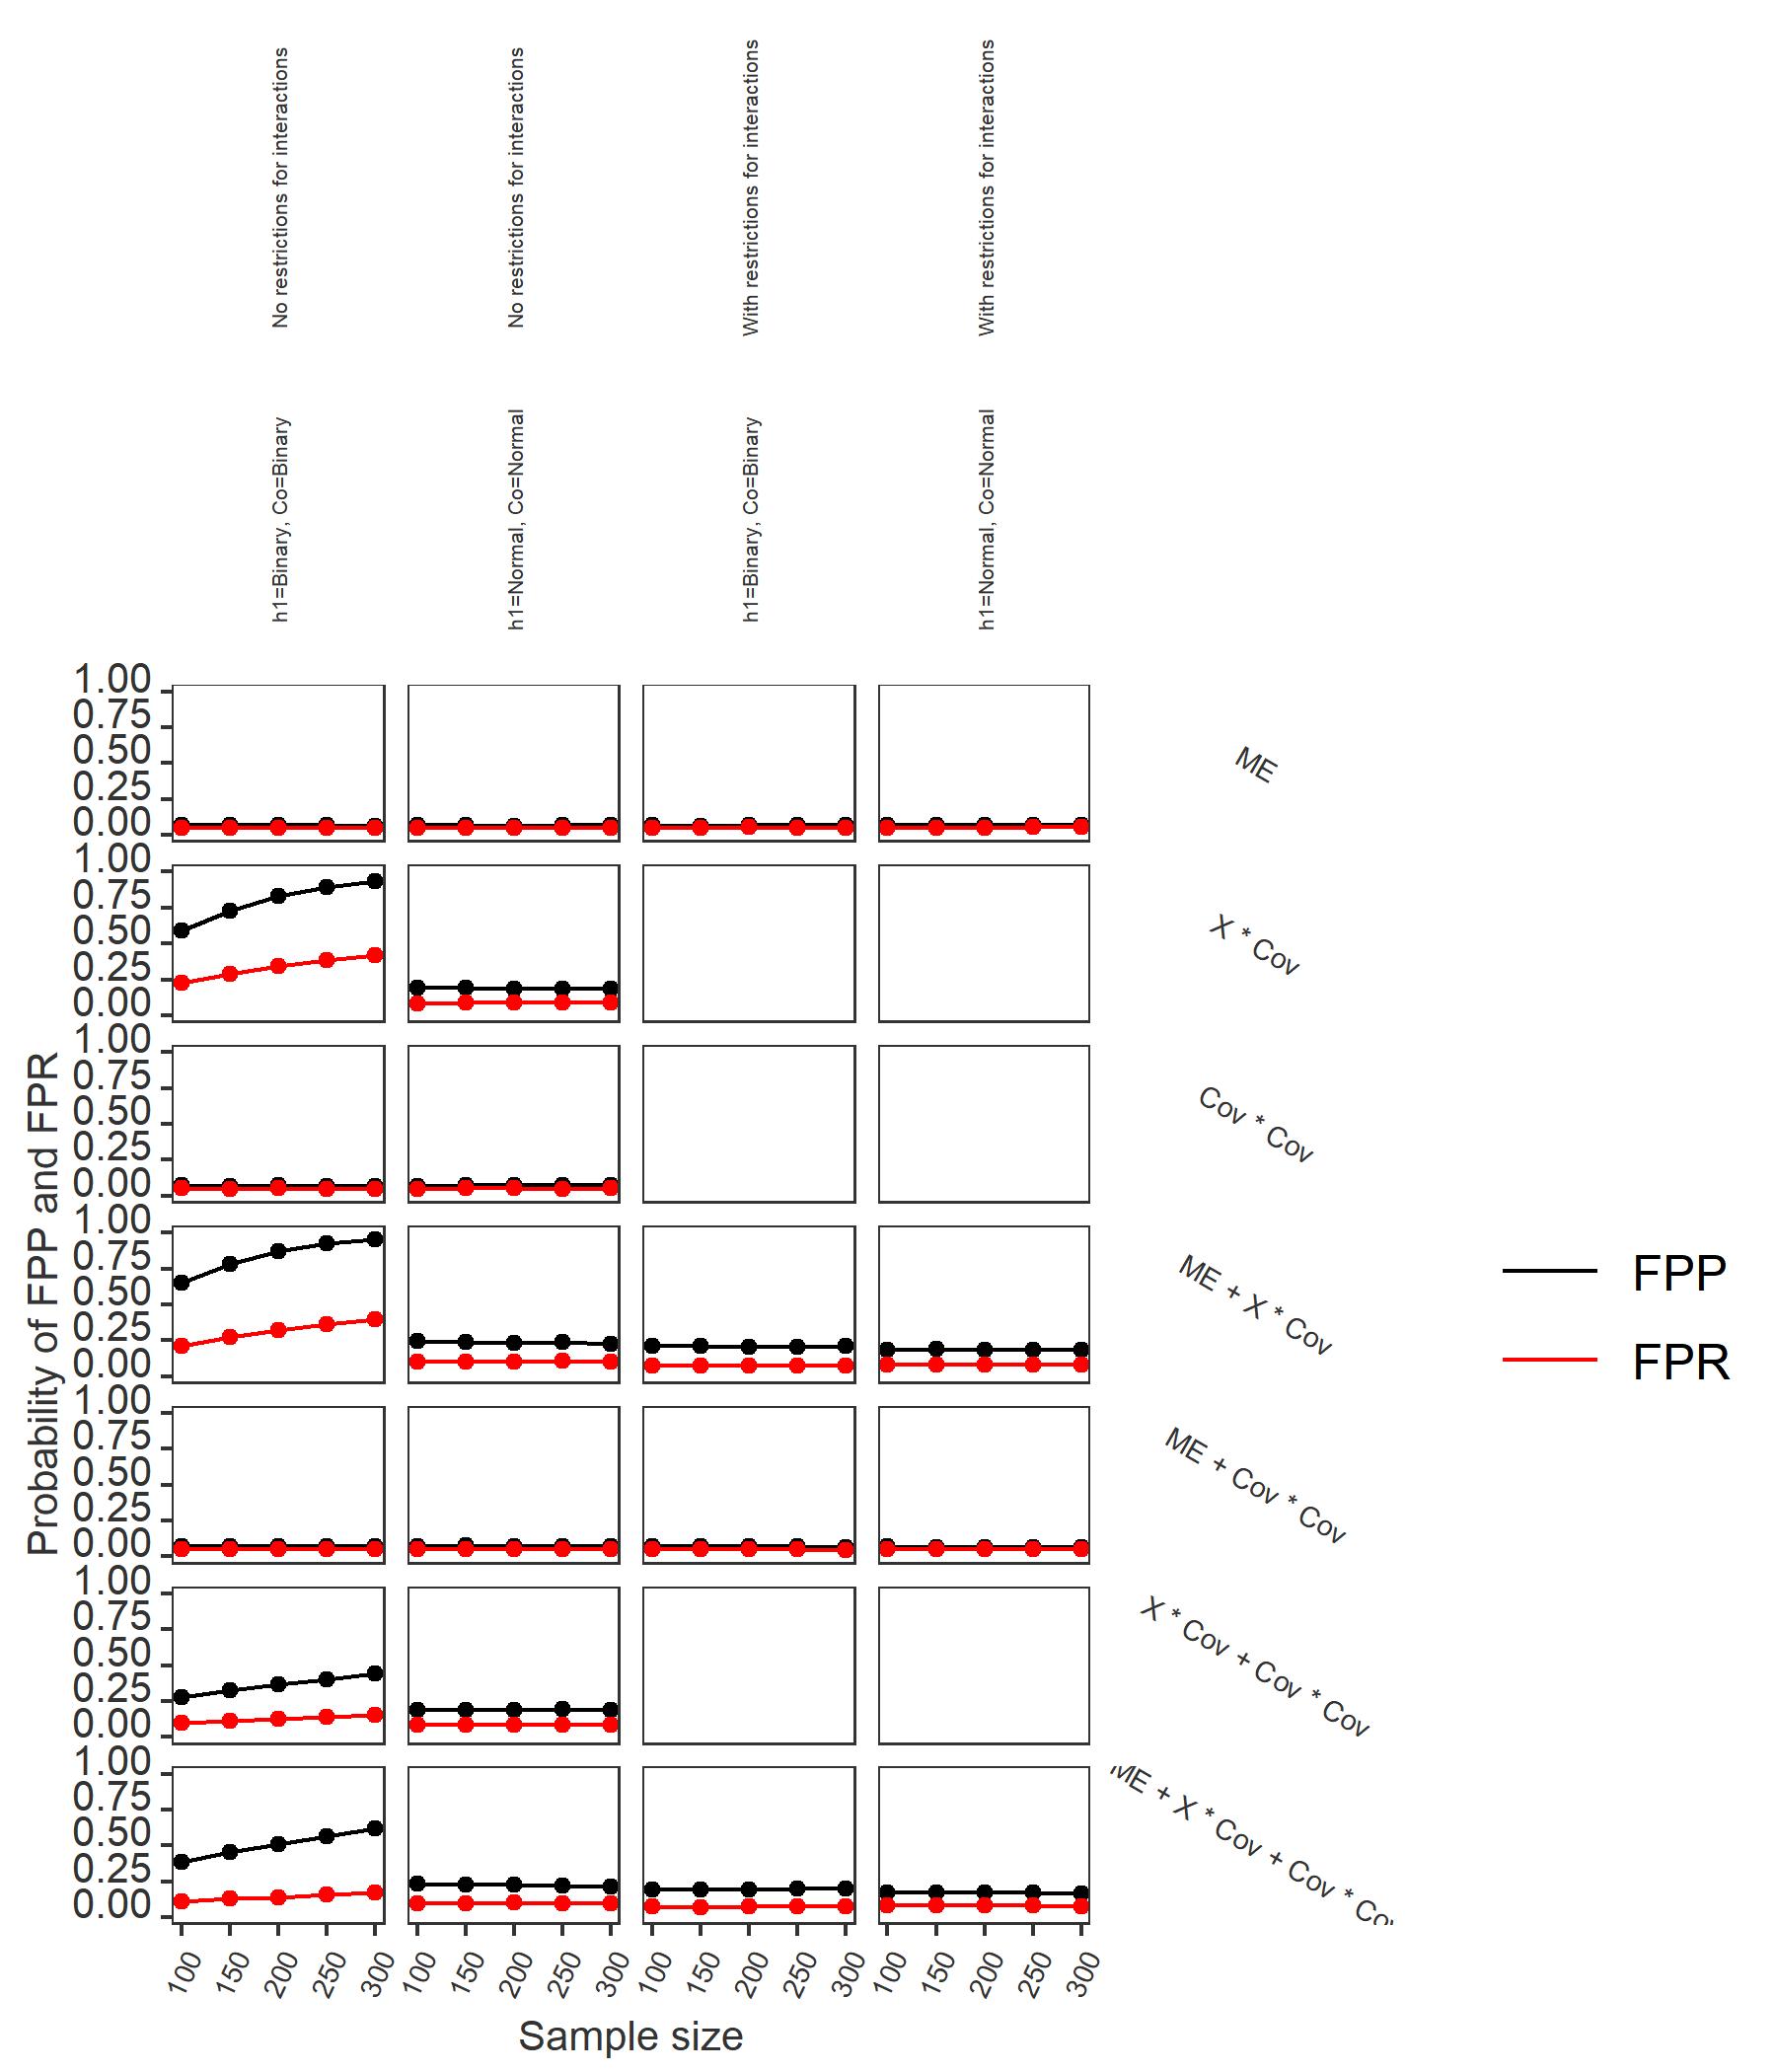 No restrictions for interactions
No restrictions for interactions
With restrictions for interactions
With restrictions for interactions
h1=Binary, Co=Binary
h1=Normal, Co=Normal
h1=Binary, Co=Binary
h1=Normal, Co=Normal
1.00
0.75
0.50
0.25
0.00
ME
1.00
0.75
0.50
0.25
0.00
X * Cov
1.00
0.75
0.50
0.25
0.00
Cov * Cov
1.00
0.75
0.50
0.25
0.00
ME + X * Cov
1.00
0.75
0.50
0.25
0.00
ME + Cov * Cov
1.00
0.75
0.50
0.25
0.00
X * Cov + Cov * Cov
1.00
0.75
0.50
0.25
0.00
ME + X * Cov + Cov * Cov
Probability of FPP and FPR
100 150 200 250 300 100 150 200 250 300 100 150 200 250 300 100 150 200 250 300
Sample size
FPP
FPR